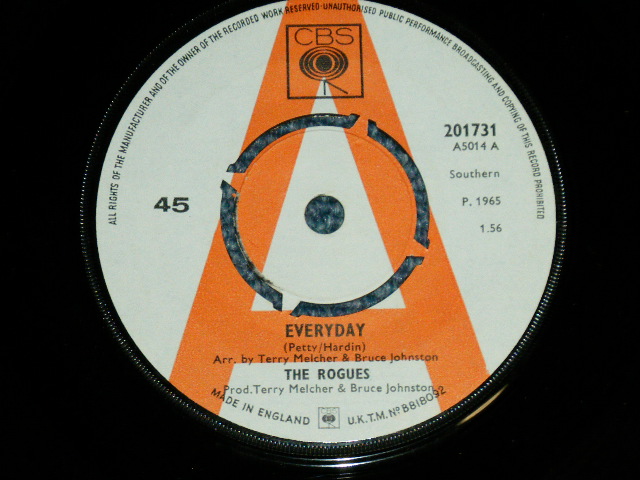 ALL RIGHTS OF THE MANUFACTURER AND OF THE OWNER OF THE RECORDED WORK RESERVED·UNAUTHORISED PUBLIC PERFORMANCE BROADCASTING AND COPYING OF THIS RECORD PROHIBITED
CBS
201731
A5014 A
Southern
45
P. 1965
1.56
EVERYDAY
(Petty/Hardin)
Arr. by Terry Melcher & Bruce Johnston
THE ROGUES
Prod.Terry Melcher & Bruce Johnston
MADE IN ENGLAND
U.K.T.M.Nº B818092